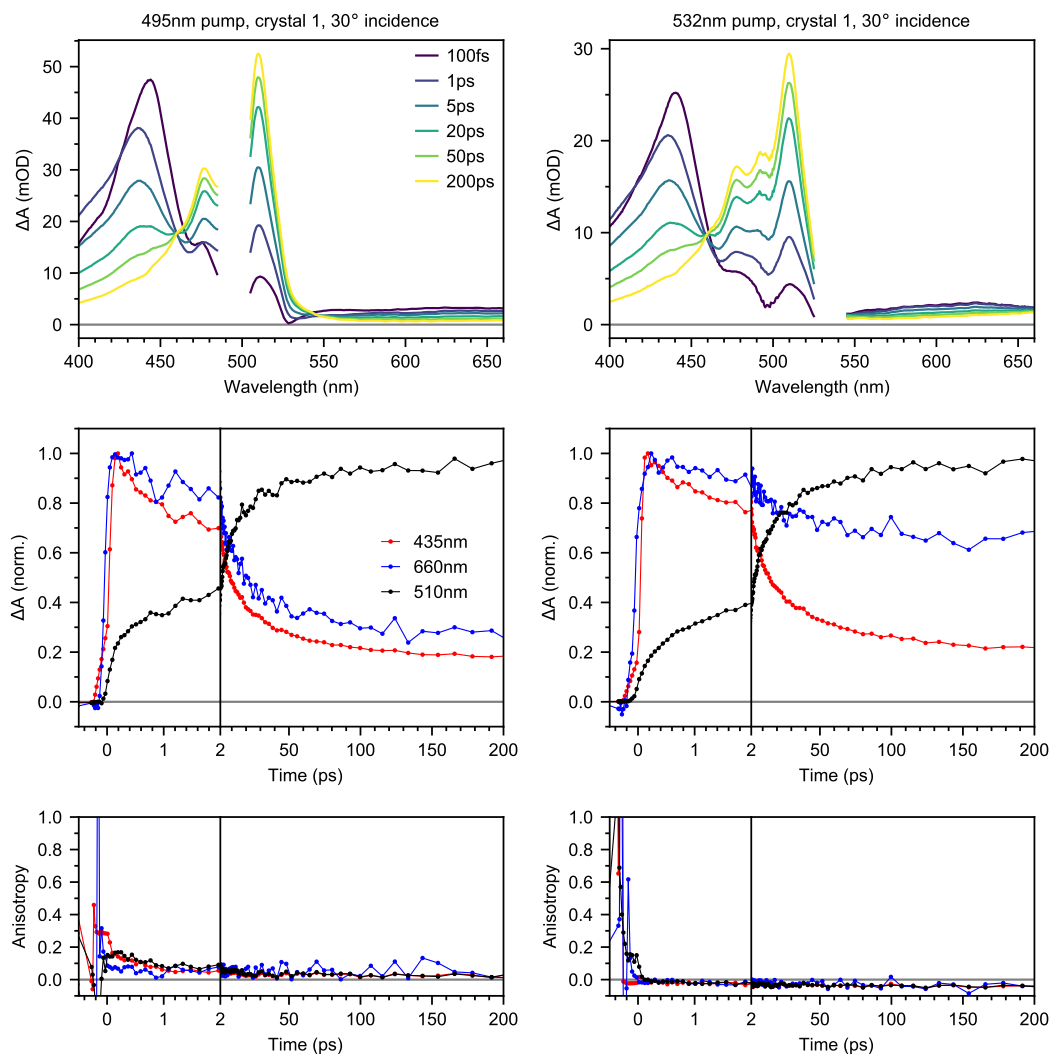 495nm pump, crystal 1, 30° incidence
532nm pump, crystal 1, 30° incidence
ΔA (mOD)
50
40
30
20
10
0
100fs
1ps
5ps
20ps
50ps
200ps
400 450 500 550 600 650
Wavelength (nm)
ΔA (mOD)
30
20
10
0
400 450 500 550 600 650
Wavelength (nm)
ΔA (norm.)
1.0
0.8
0.6
0.4
0.2
0.0
435nm
660nm
510nm
0 1 2 50 100 150 200
Time (ps)
ΔA (norm.)
1.0
0.8
0.6
0.4
0.2
0.0
0 1 2 50 100 150 200
Time (ps)
Anisotropy
1.0
0.8
0.6
0.4
0.2
0.0
0 1 2 50 100 150 200
Time (ps)
Anisotropy
1.0
0.8
0.6
0.4
0.2
0.0
0 1 2 50 100 150 200
Time (ps)